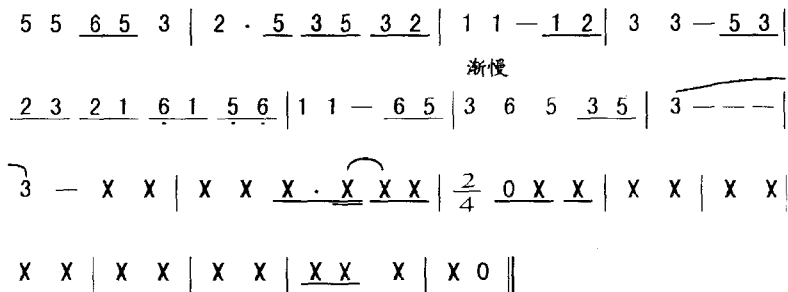 5 5 6 5 3 | 2 · 5 3 5 3 2 | 1 1 — 1 2 | 3 3 — 5 3 |
渐慢
2 3 2 1 6 1 5 6 | 1 1 — 6 5 | 3 6 5 3 5 | 3 — — — |
3 — X X | X X X · X X X | 2/4 0 X X | X X | X X |
X X | X X | X X | X X X | X 0 ‖